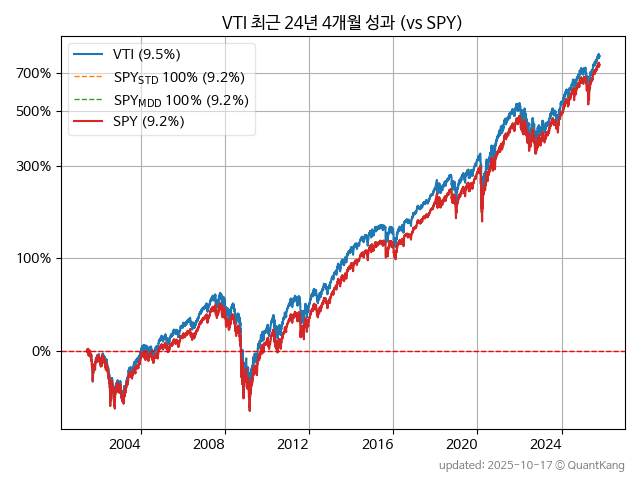 VTI 최근 24년 4개월 성과 (vs SPY)
VTI (9.5%)
SPY_STD 100% (9.2%)
SPY_MDD 100% (9.2%)
SPY (9.2%)
700%
500%
300%
100%
0%
2004 2008 2012 2016 2020 2024
updated: 2025-10-17 © QuantKang